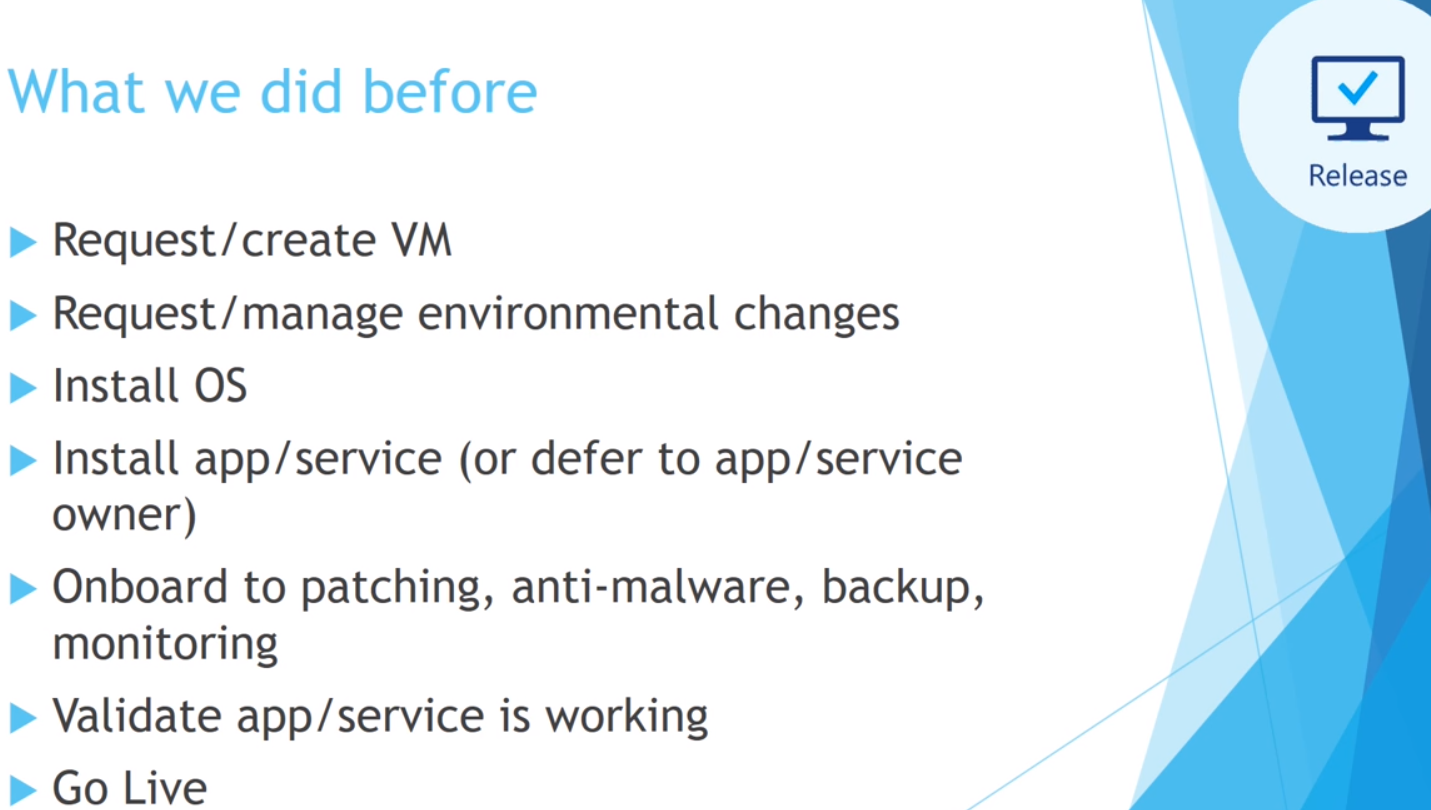 What we did before
Release
Request/create VM
Request/manage environmental changes
Install OS
Install app/service (or defer to app/service
owner)
Onboard to patching, anti-malware, backup,
monitoring
Validate app/service is working
Go Live